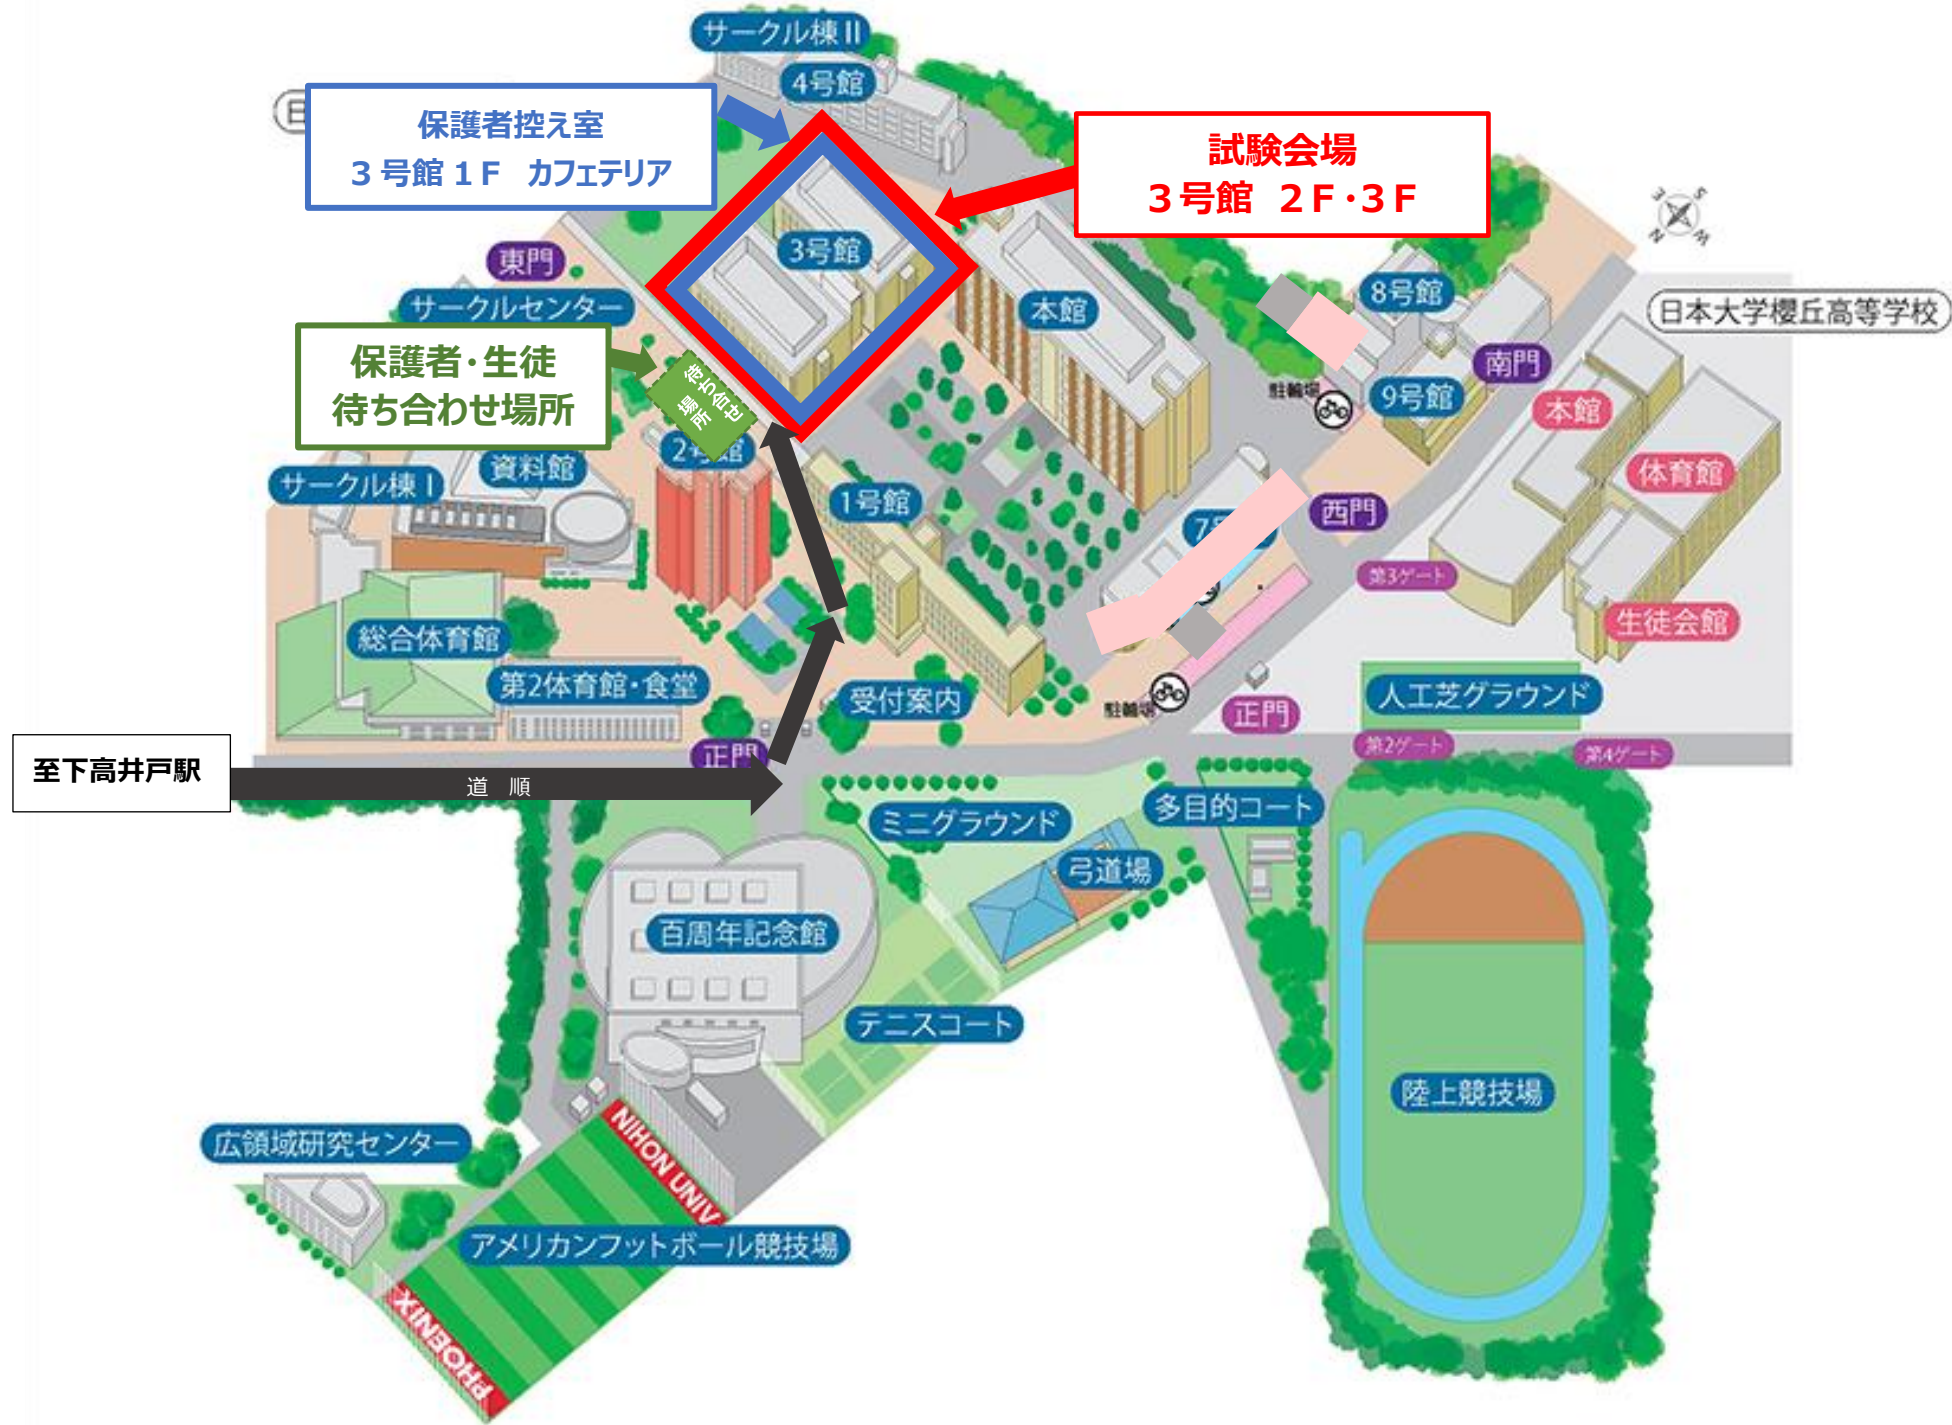 サークル棟Ⅱ
4号館
保護者控え室
３号館１F カフェテリア
試験会場
３号館 ２F・３F
S
E
W
N
東門
3号館
8号館
サークルセンター
本館
日本大学櫻丘高等学校
保護者・生徒
待ち合わせ場所
待ち合せ
場所
南門
駐輪場
9号館
本館
2号館
資料館
体育館
サークル棟Ⅰ
1号館
西門
第3ゲート
総合体育館
生徒会館
第2体育館・食堂
受付案内
人工芝グラウンド
駐輪場
正門
正門
第2ゲート
第4ゲート
至下高井戸駅
道 順
ミニグラウンド
多目的コート
弓道場
百周年記念館
テニスコート
陸上競技場
広領域研究センター
NIHON UNIV
アメリカンフットボール競技場
PHOENIX